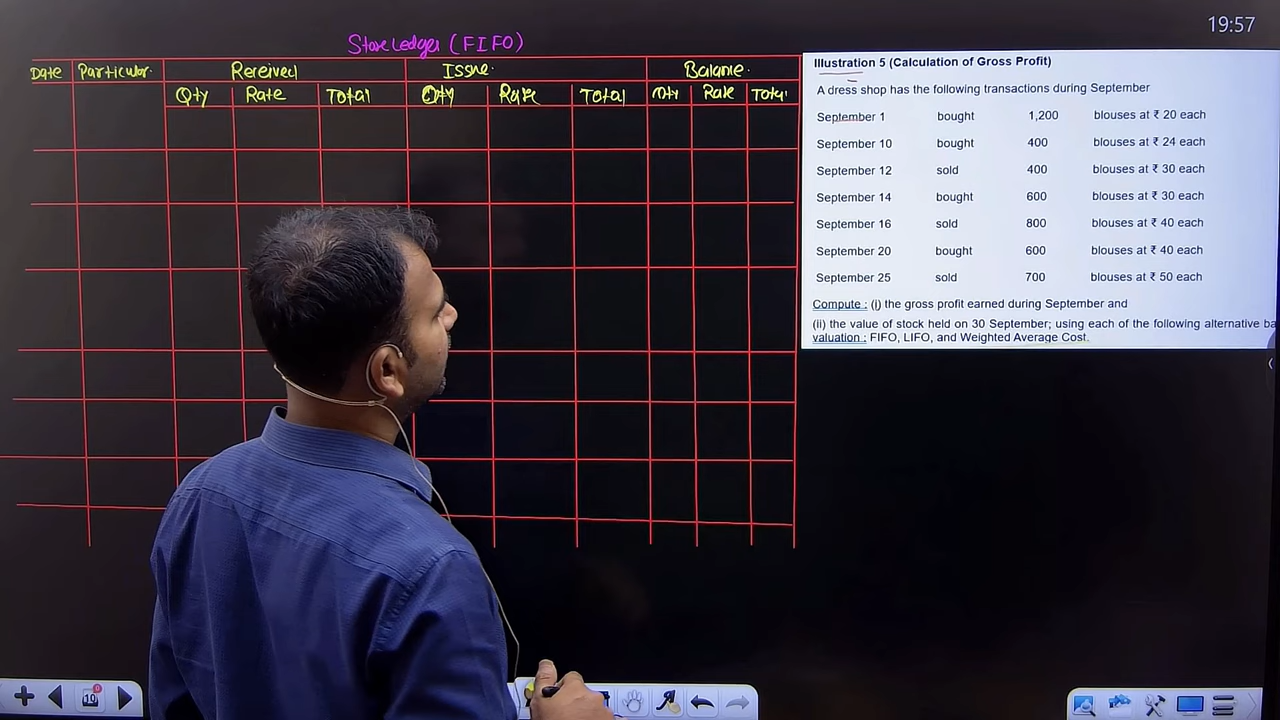 19:57
Store Ledger (FIFO)
Date Particular. Received Issue. Balance.
Qty Rate Total Qty Rate Total Qty Rate Total
Illustration 5 (Calculation of Gross Profit)
A dress shop has the following transactions during September
September 1 bought 1,200 blouses at ₹ 20 each
September 10 bought 400 blouses at ₹ 24 each
September 12 sold 400 blouses at ₹ 30 each
September 14 bought 600 blouses at ₹ 30 each
September 16 sold 800 blouses at ₹ 40 each
September 20 bought 600 blouses at ₹ 40 each
September 25 sold 700 blouses at ₹ 50 each
Compute : (i) the gross profit earned during September and
(ii) the value of stock held on 30 September; using each of the following alternative ba
valuation : FIFO, LIFO, and Weighted Average Cost.
10